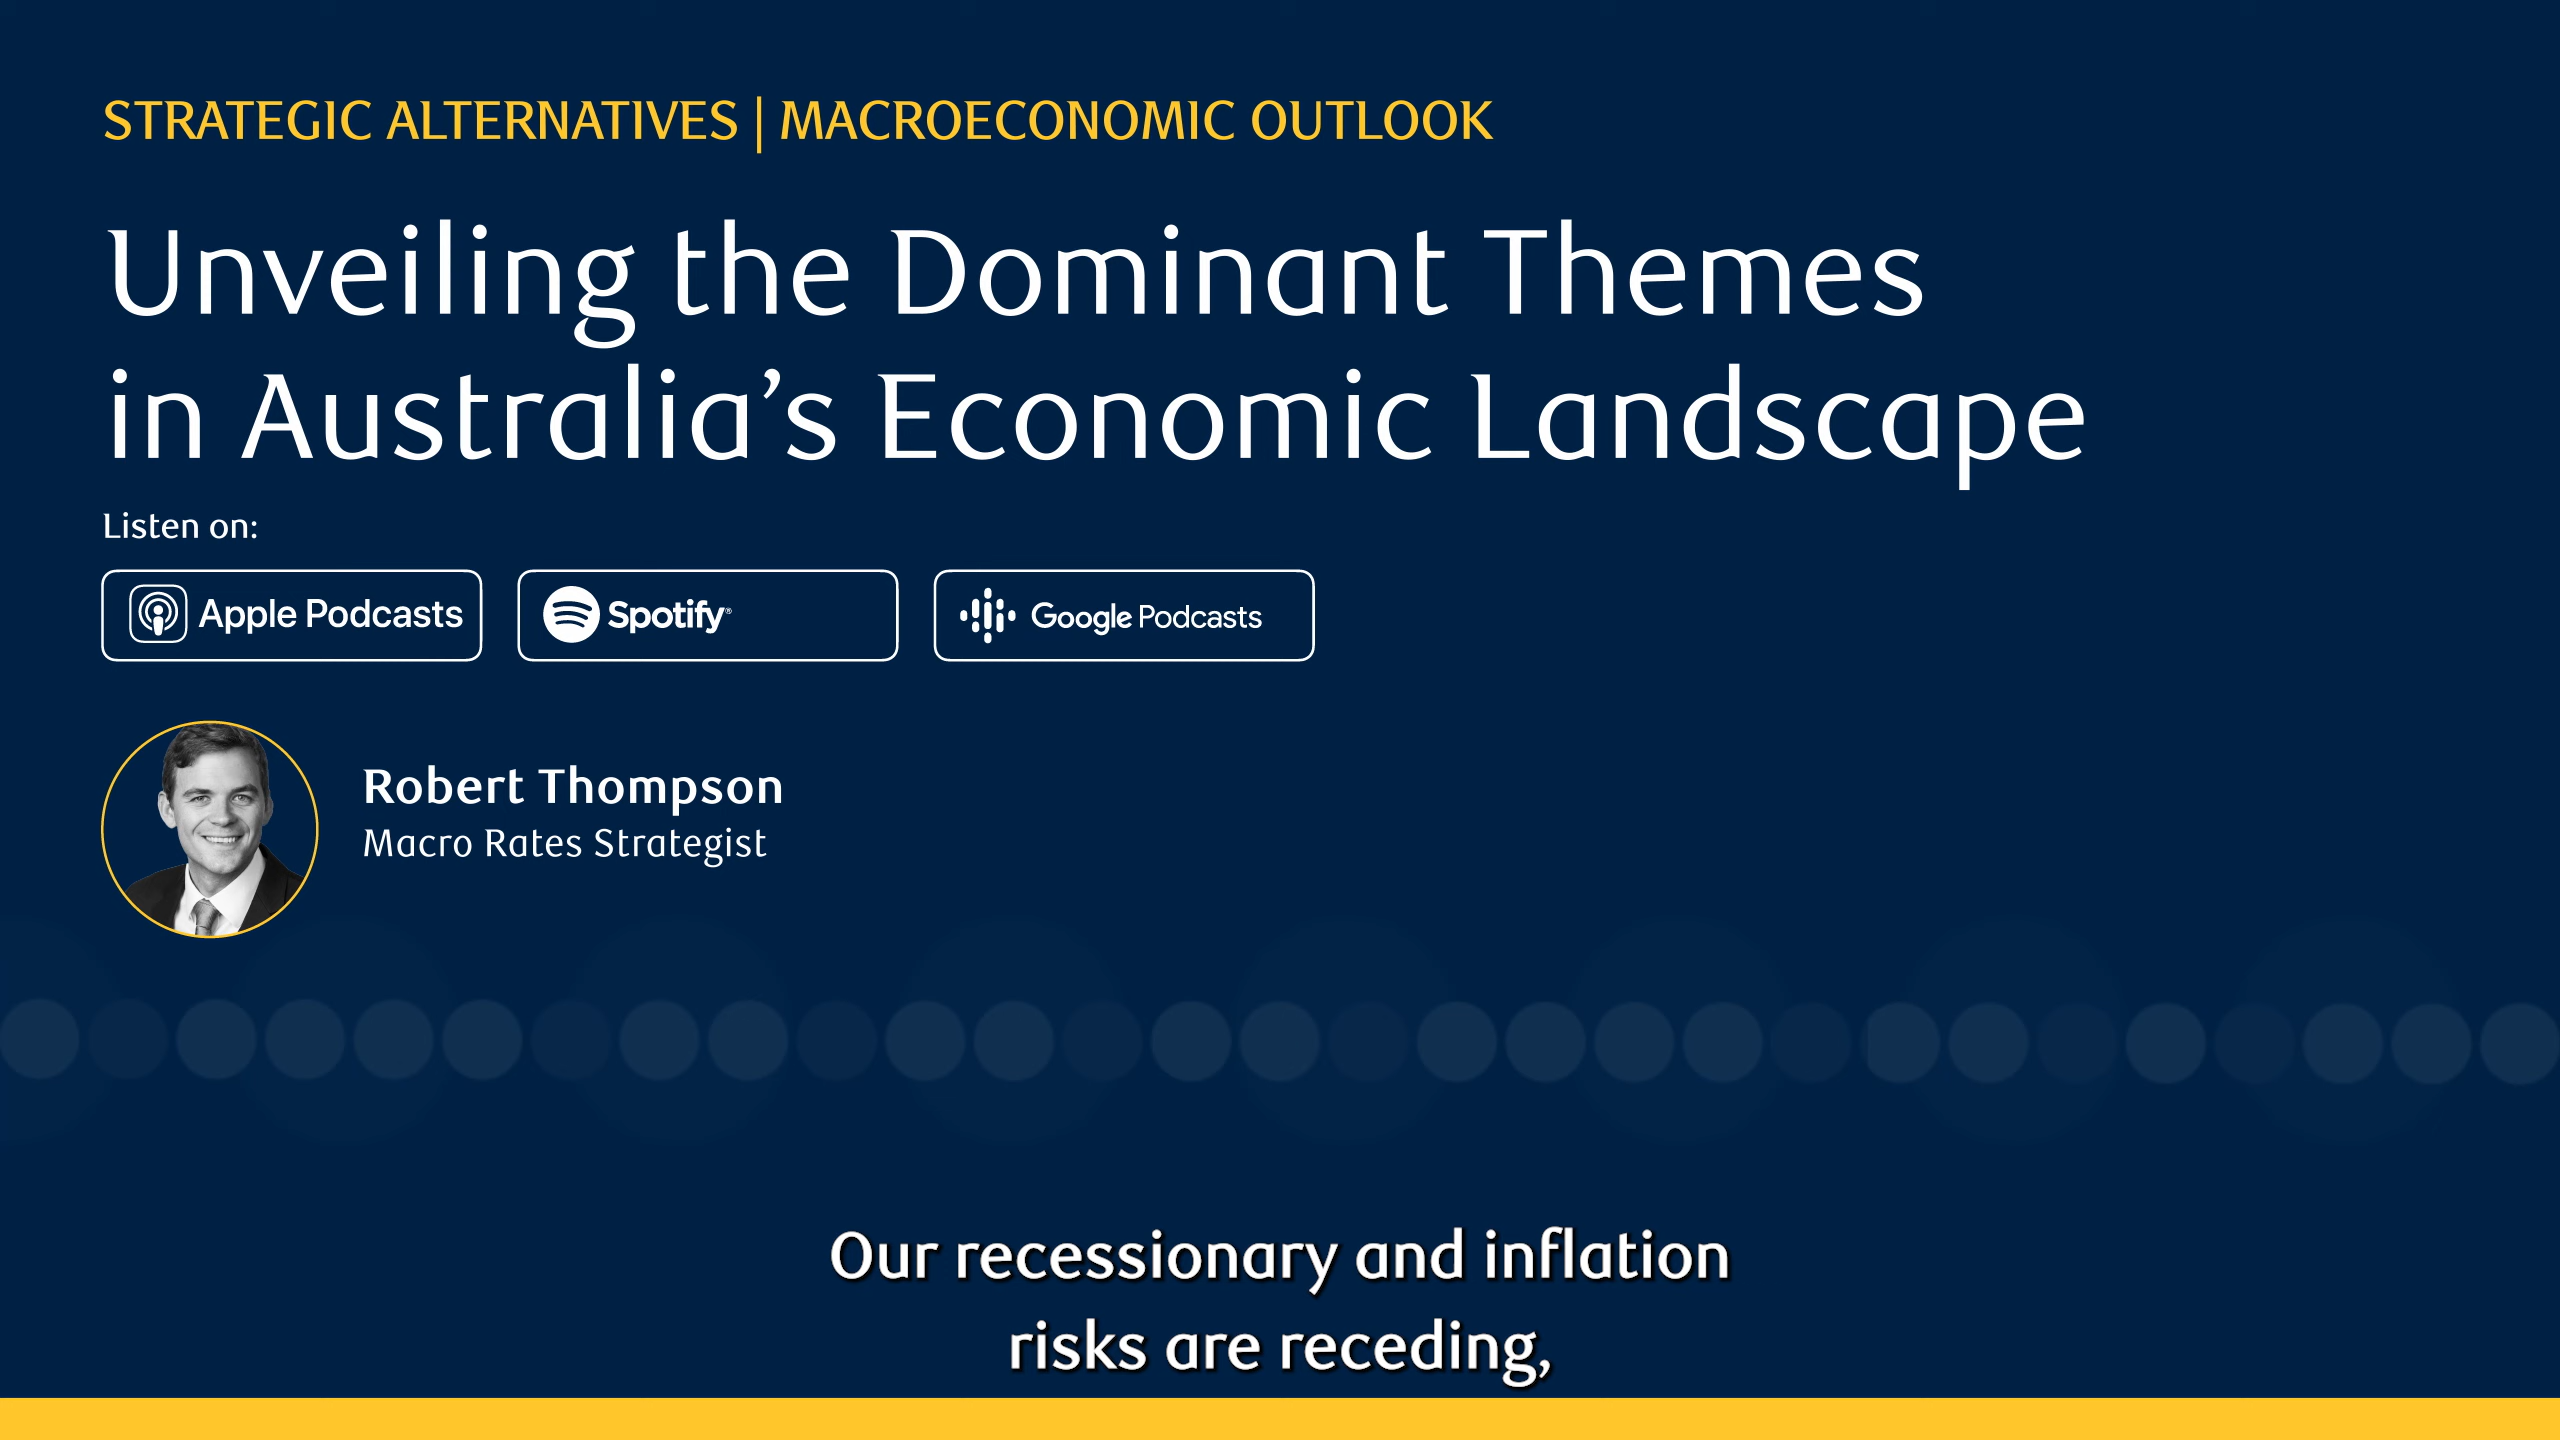 STRATEGIC ALTERNATIVES | MACROECONOMIC OUTLOOK
Unveiling the Dominant Themes
in Australia’s Economic Landscape
Listen on:
Apple Podcasts
Spotify®
Google Podcasts
Robert Thompson
Macro Rates Strategist
Our recessionary and inflation
risks are receding,